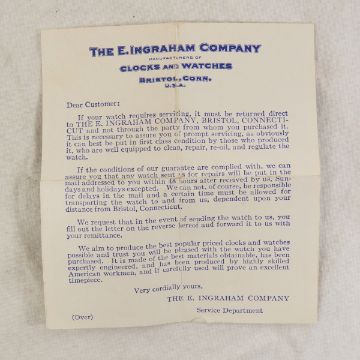 THE E. INGRAHAM COMPANY
MANUFACTURERS OF
CLOCKS AND WATCHES
BRISTOL, CONN.
U.S.A.
Dear Customer:
If your watch requires servicing, it must be returned direct
to THE E. INGRAHAM COMPANY, BRISTOL, CONNECTI-
CUT and not through the party from whom you purchased it.
This is necessary to assure you of prompt servicing, as obviously
it can best be put in first class condition by those who produced
it, who are well equipped to clean, repair, re-oil, and regulate the
watch.
If the conditions of our guarantee are complied with, we can
assure you that any watch sent us for repairs will be put in the
mail addressed to you within 48 hours after received by us, Sun-
days and holidays excepted. We can not, of course, be responsible
for delays in the mail and a certain time must be allowed for
transporting the watch to and from us, dependent upon your
distance from Bristol, Connecticut.
We request that in the event of sending the watch to us, you
fill out the letter on the reverse hereof and forward it to us with
your remittance.
We aim to produce the best popular priced clocks and watches
possible and trust you will be pleased with the watch you have
purchased. It is made of the best materials obtainable, has been
expertly engineered, and has been produced by highly skilled
American workmen, and if carefully used will prove an excellent
timepiece.
Very cordially yours,
THE E. INGRAHAM COMPANY
(Over)
Service Department